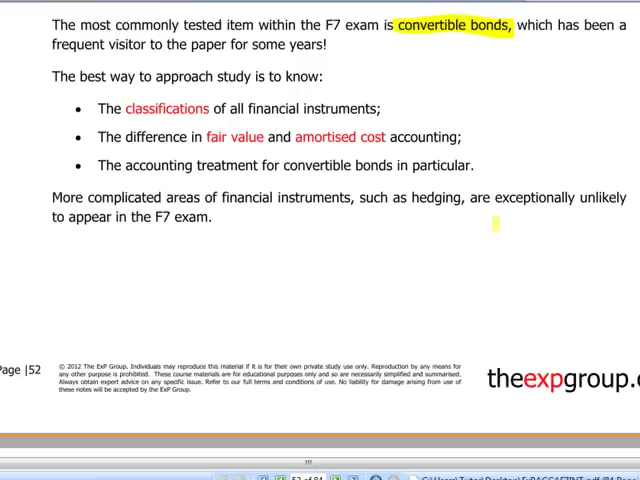 The most commonly tested item within the F7 exam is convertible bonds, which has been a
frequent visitor to the paper for some years!
The best way to approach study is to know:
• The classifications of all financial instruments;
• The difference in fair value and amortised cost accounting;
• The accounting treatment for convertible bonds in particular.
More complicated areas of financial instruments, such as hedging, are exceptionally unlikely
to appear in the F7 exam.
Page |52
© 2012 The ExP Group. Individuals may reproduce this material if it is for their own private study use only. Reproduction by any means for
any other purpose is prohibited. These course materials are for educational purposes only and so are necessarily simplified and summarised.
Always obtain expert advice on any specific issue. Refer to our full terms and conditions of use. No liability for damage arising from use of
these notes will be accepted by the ExP Group.
theexpgroup.c
52 of 84